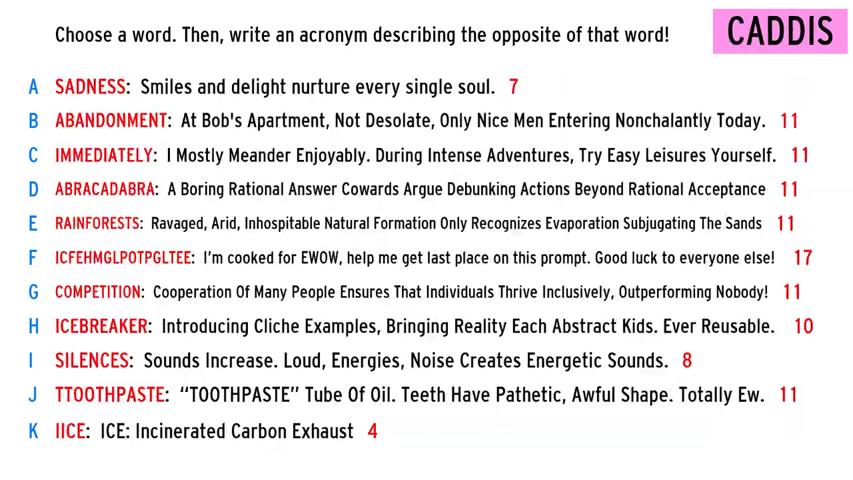 Choose a word. Then, write an acronym describing the opposite of that word!
CADDIS
A SADNESS: Smiles and delight nurture every single soul. 7
B ABANDONMENT: At Bob's Apartment, Not Desolate, Only Nice Men Entering Nonchalantly Today. 11
C IMMEDIATELY: I Mostly Meander Enjoyably. During Intense Adventures, Try Easy Leisures Yourself. 11
D ABRACADABRA: A Boring Rational Answer Cowards Argue Debunking Actions Beyond Rational Acceptance 11
E RAINFORESTS: Ravaged, Arid, Inhospitable Natural Formation Only Recognizes Evaporation Subjugating The Sands 11
F ICFEHMGLPOTPGLTEE: I'm cooked for EWOW, help me get last place on this prompt. Good luck to everyone else! 17
G COMPETITION: Cooperation Of Many People Ensures That Individuals Thrive Inclusively, Outperforming Nobody! 11
H ICEBREAKER: Introducing Cliche Examples, Bringing Reality Each Abstract Kids. Ever Reusable. 10
I SILENCES: Sounds Increase. Loud, Energies, Noise Creates Energetic Sounds. 8
J TTOOTHPASTE: “TOOTHPASTE” Tube Of Oil. Teeth Have Pathetic, Awful Shape. Totally Ew. 11
K IICE: ICE: Incinerated Carbon Exhaust 4